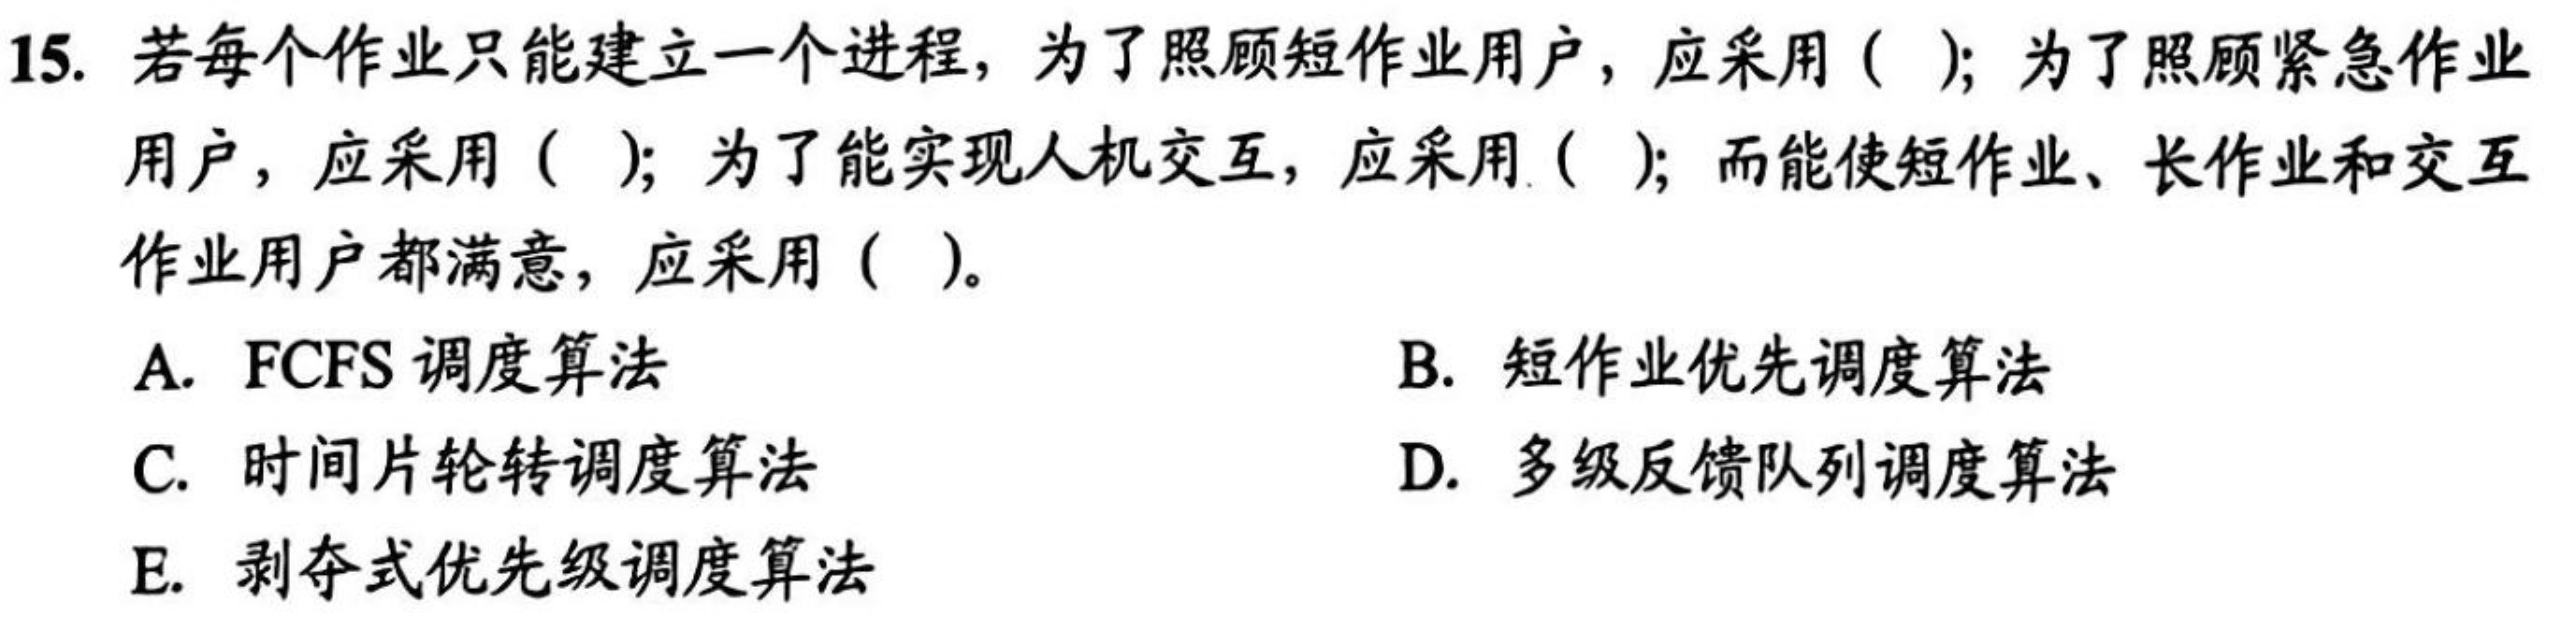 15. 若每个作业只能建立一个进程，为了照顾短作业用户，应采用（ ）；为了照顾紧急作业
用户，应采用（ ）；为了能实现人机交互，应采用（ ）；而能使短作业、长作业和交互
作业用户都满意，应采用（ ）。
A. FCFS 调度算法 B. 短作业优先调度算法
C. 时间片轮转调度算法 D. 多级反馈队列调度算法
E. 剥夺式优先级调度算法